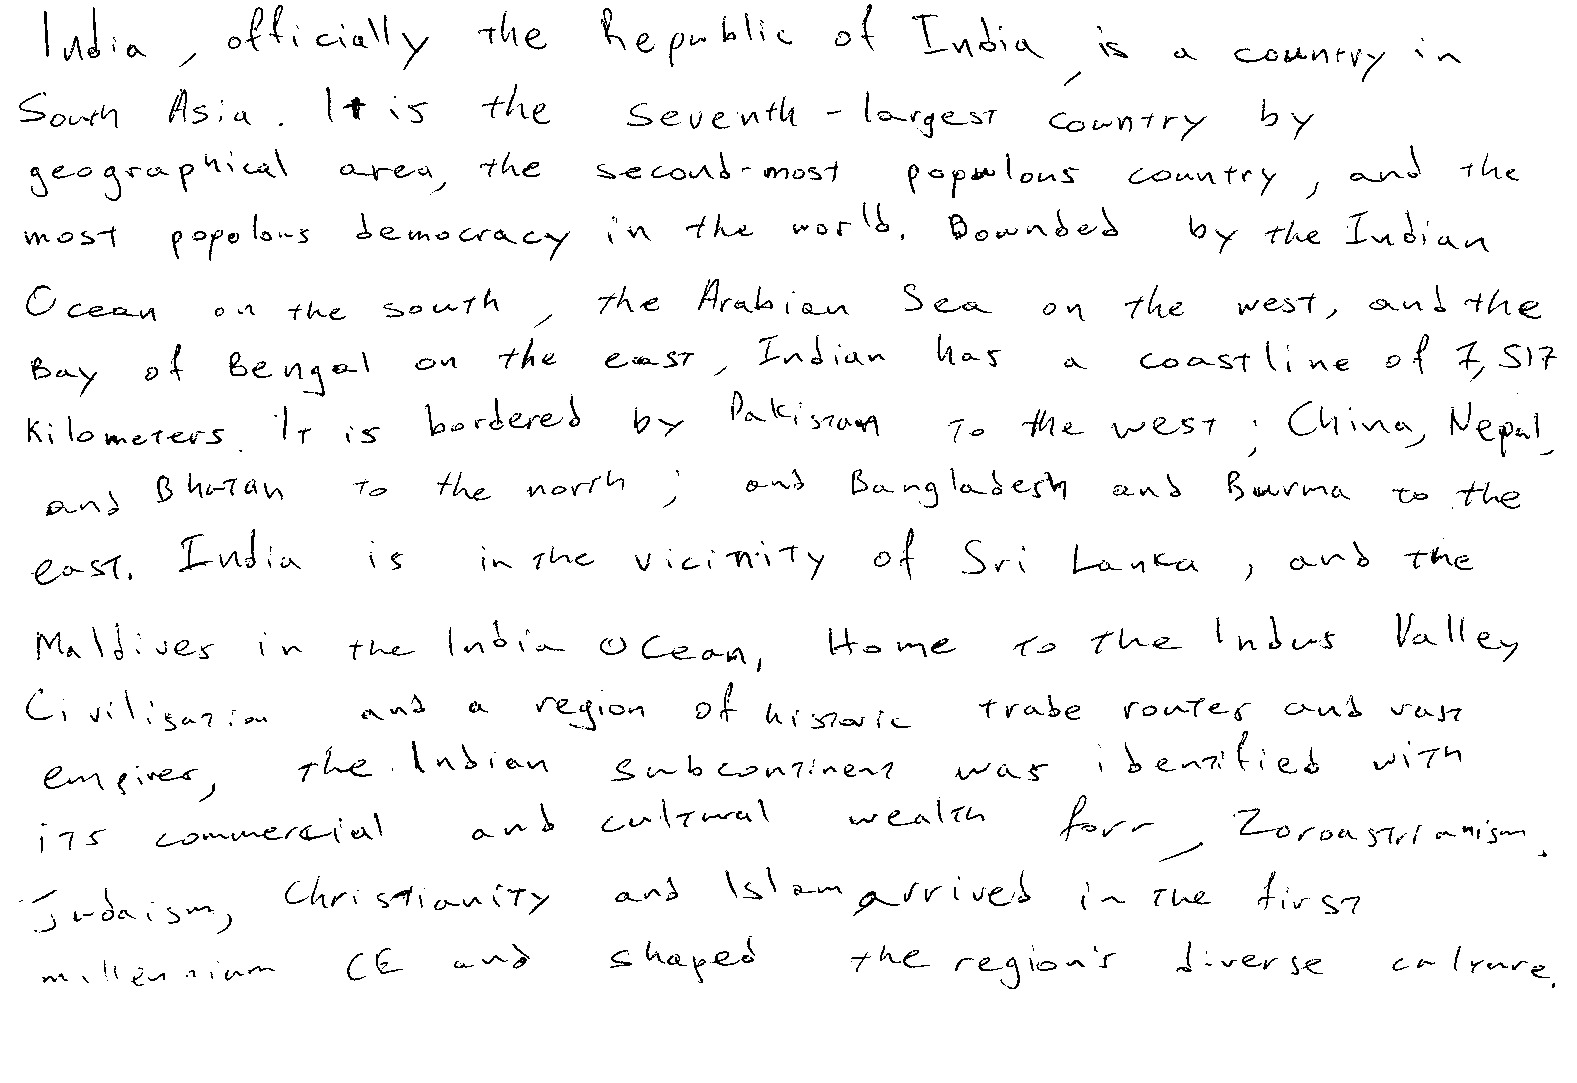 India, officially the Republic of India, is a country in
South Asia. It is the seventh-largest country by
geographical area, the second-most populous country, and the
most popolous democracy in the world. Bounded by the Indian
Ocean on the south, the Arabian Sea on the west, and the
Bay of Bengal on the east, Indian has a coastline of 7,517
kilometers. It is bordered by Pakistan to the west; China, Nepal,
and Bhutan to the north; and Bangladesh and Burma to the
east. India is in the vicinity of Sri Lanka, and the
Maldives in the India Ocean, Home to the Indus Valley
Civilisation and a region of historic trade routes and vast
empires, the Indian subcontinent was identified with
its commercial and cultural wealth for, Zoroastrianism,
Judaism, Christianity and Islam arrived in the first
millennium CE and shaped the region's diverse culture.